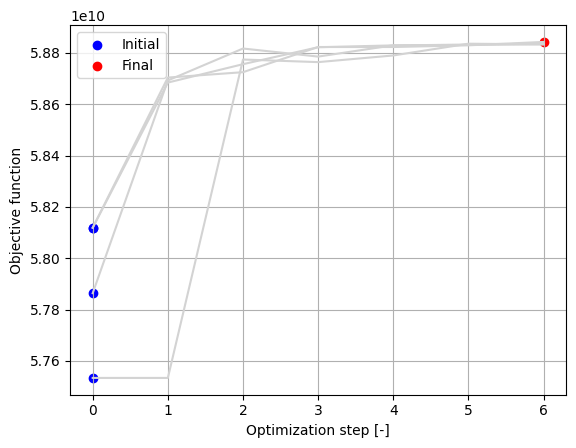 1e10
Initial
Final
5.88
5.86
5.84
5.82
5.80
5.78
5.76
Objective function
0 1 2 3 4 5 6
Optimization step [-]